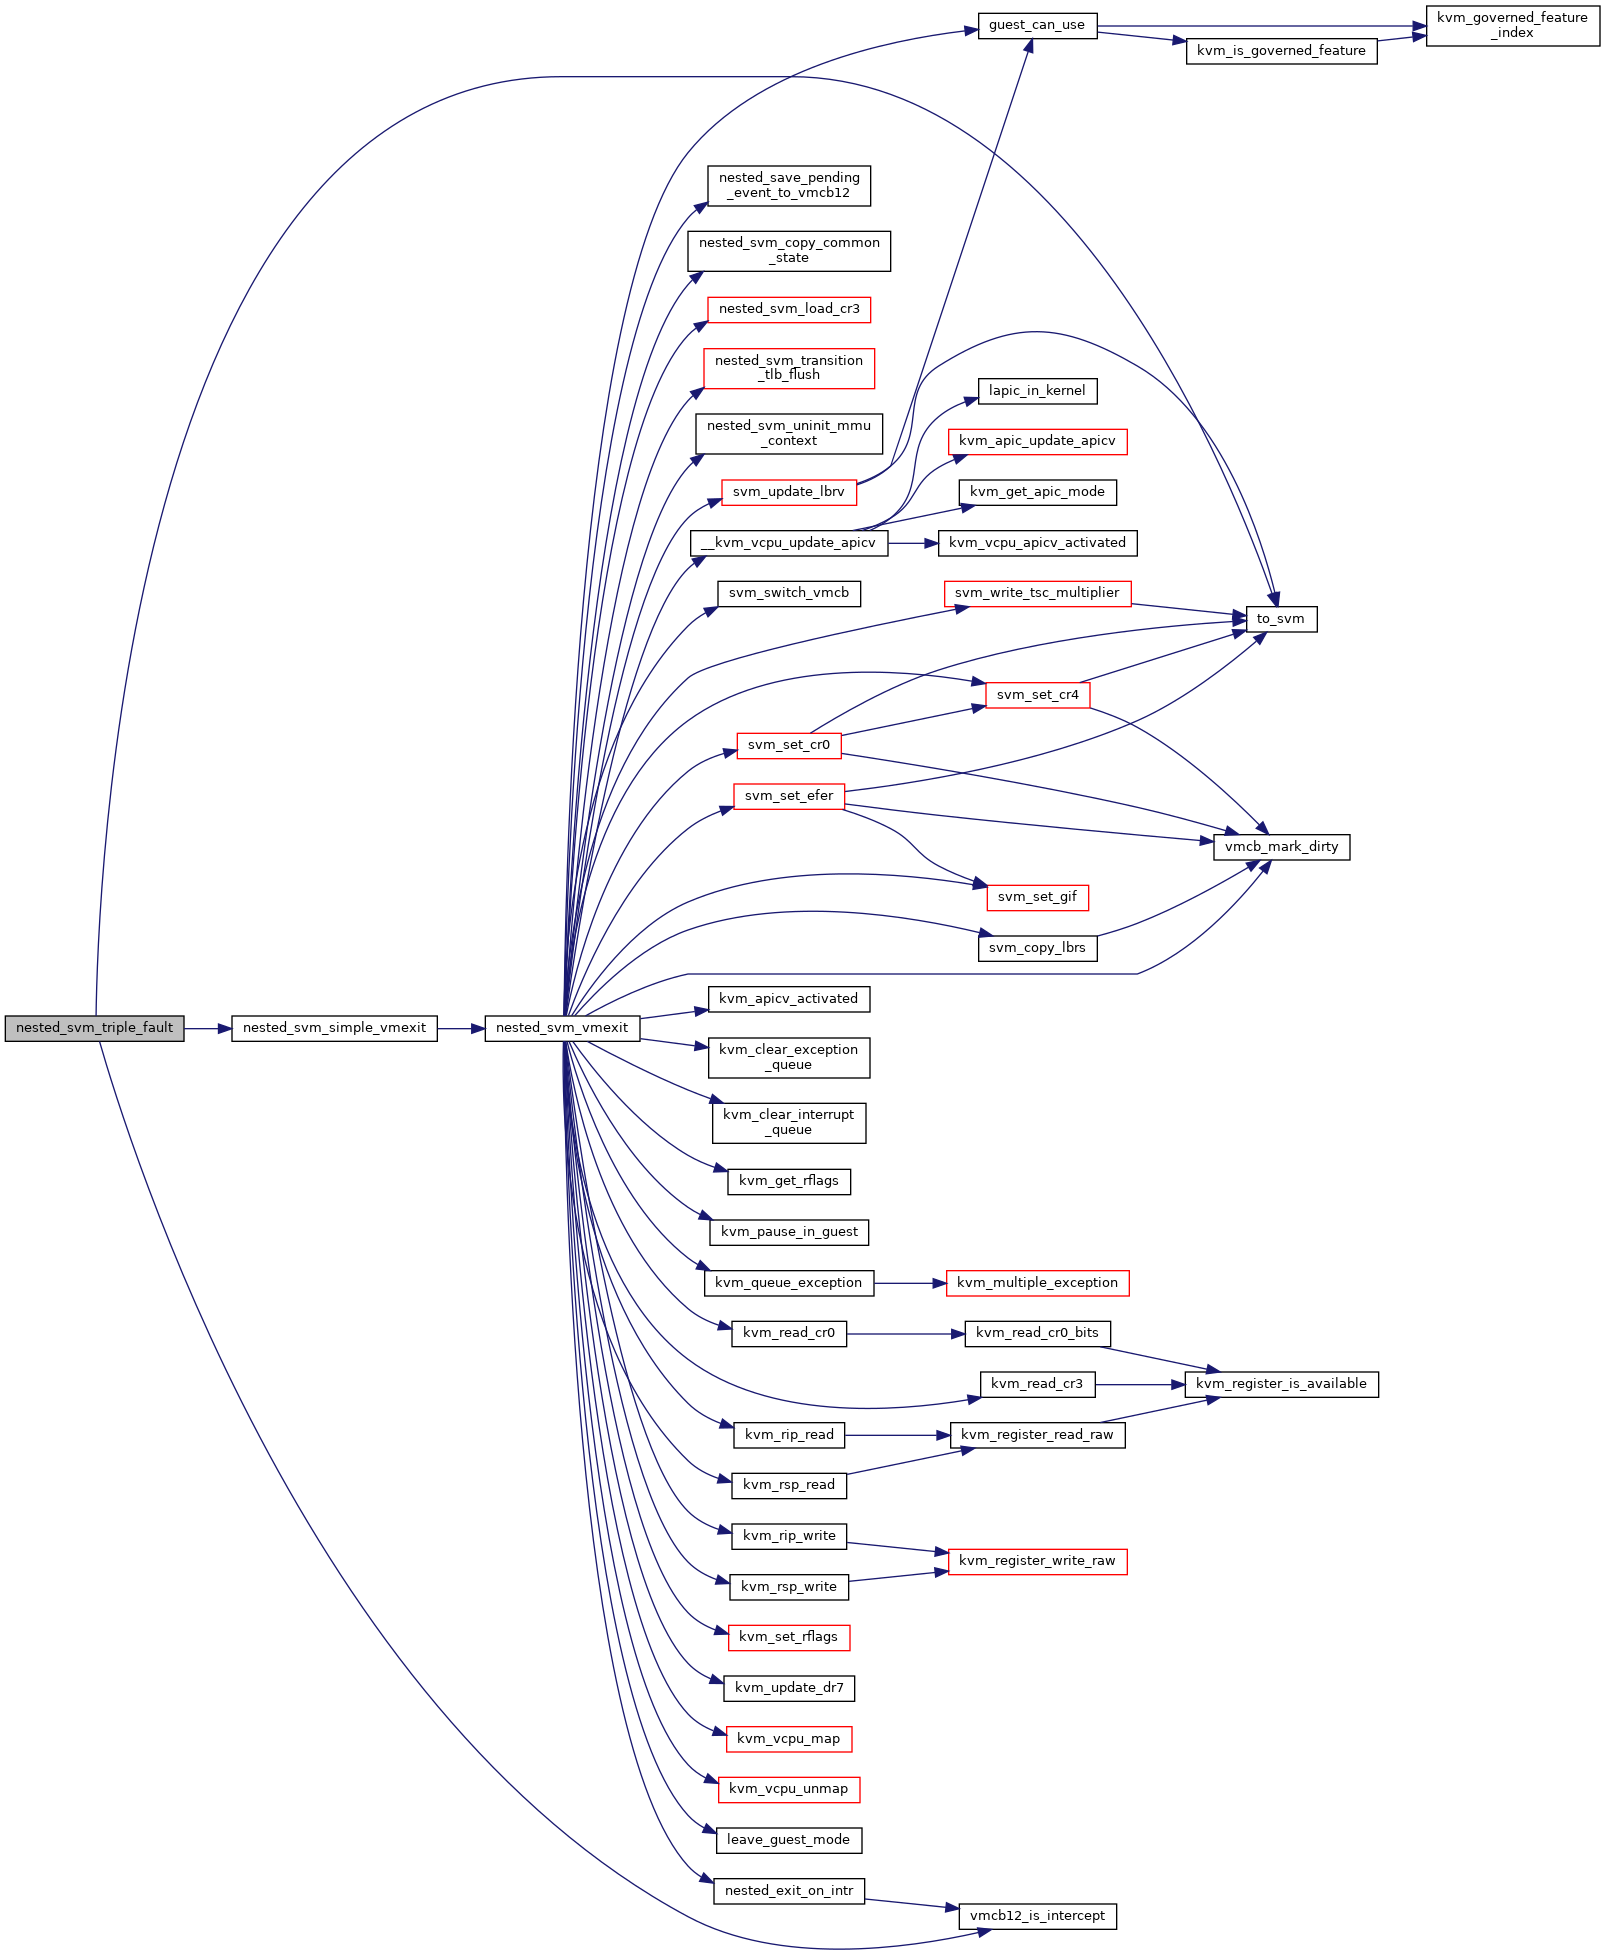 guest_can_use
kvm_governed_feature
_index
kvm_is_governed_feature
nested_save_pending
_event_to_vmcb12
nested_svm_copy_common
_state
nested_svm_load_cr3
nested_svm_transition
_tlb_flush
lapic_in_kernel
nested_svm_uninit_mmu
_context
kvm_apic_update_apicv
svm_update_lbrv
kvm_get_apic_mode
__kvm_vcpu_update_apicv
kvm_vcpu_apicv_activated
svm_switch_vmcb
svm_write_tsc_multiplier
to_svm
svm_set_cr4
svm_set_cr0
svm_set_efer
vmcb_mark_dirty
svm_set_gif
svm_copy_lbrs
kvm_apicv_activated
nested_svm_triple_fault
nested_svm_simple_vmexit
nested_svm_vmexit
kvm_clear_exception
_queue
kvm_clear_interrupt
_queue
kvm_get_rflags
kvm_pause_in_guest
kvm_queue_exception
kvm_multiple_exception
kvm_read_cr0
kvm_read_cr0_bits
kvm_read_cr3
kvm_register_is_available
kvm_rip_read
kvm_register_read_raw
kvm_rsp_read
kvm_rip_write
kvm_register_write_raw
kvm_rsp_write
kvm_set_rflags
kvm_update_dr7
kvm_vcpu_map
kvm_vcpu_unmap
leave_guest_mode
nested_exit_on_intr
vmcb12_is_intercept